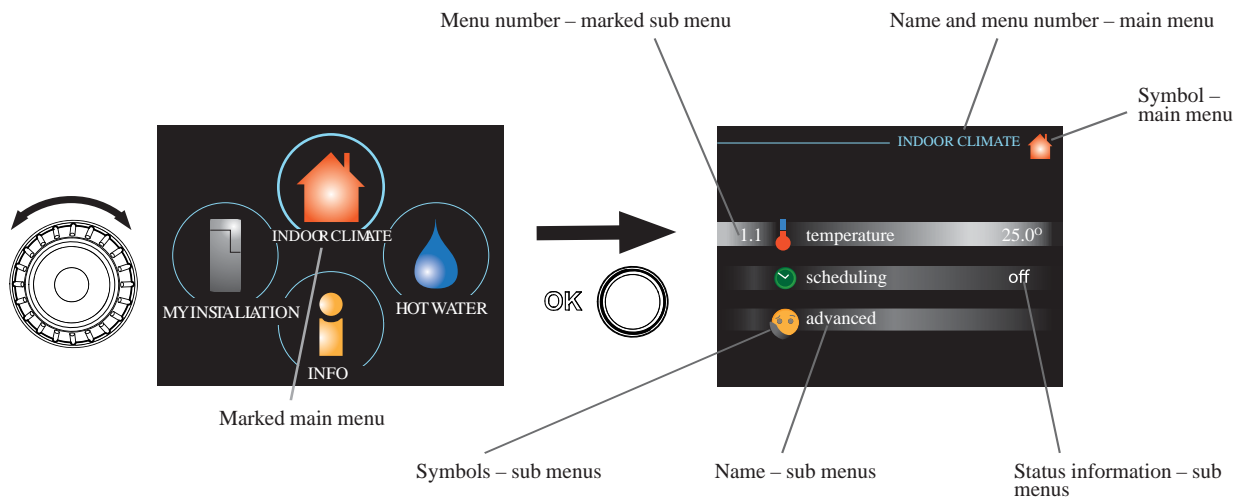 Menu number – marked sub menu
Name and menu number – main menu
Symbol –
main menu
INDOOR CLIMATE
INDOOR CLIMATE
1.1 temperature 25.0°
scheduling off
advanced
MY INSTALLATION
HOT WATER
INFO
OK
Marked main menu
Symbols – sub menus
Name – sub menus
Status information – sub
menus